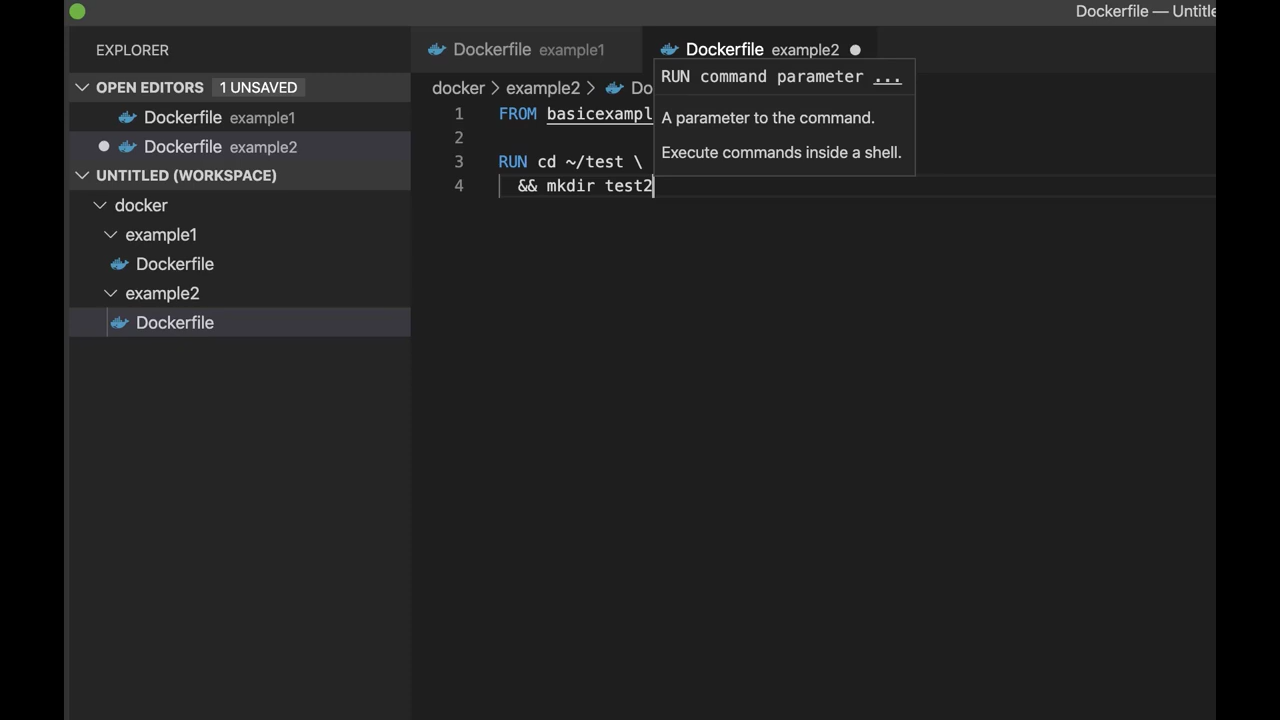 Dockerfile — Untitle
EXPLORER
OPEN EDITORS 1 UNSAVED
Dockerfile example1
Dockerfile example2
UNTITLED (WORKSPACE)
docker
example1
Dockerfile
example2
Dockerfile
Dockerfile example1
Dockerfile example2
docker > example2 > Do
1 FROM basicexampl
2
3 RUN cd ~/test \
4 && mkdir test2
RUN command parameter ...
A parameter to the command.
Execute commands inside a shell.